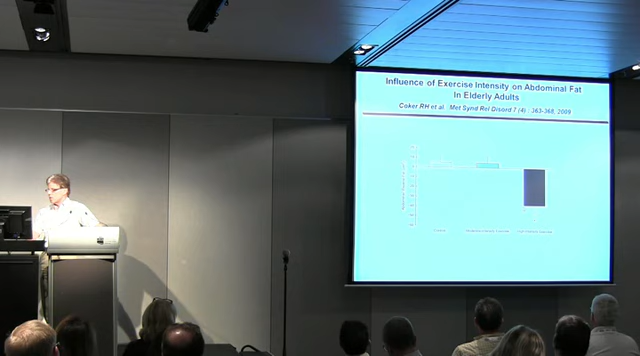 Influence of Exercise Intensity on Abdominal Fat
In Elderly Adults
Coker RH et al Met Synd Rel Disord 7 (4) : 363-368, 2009